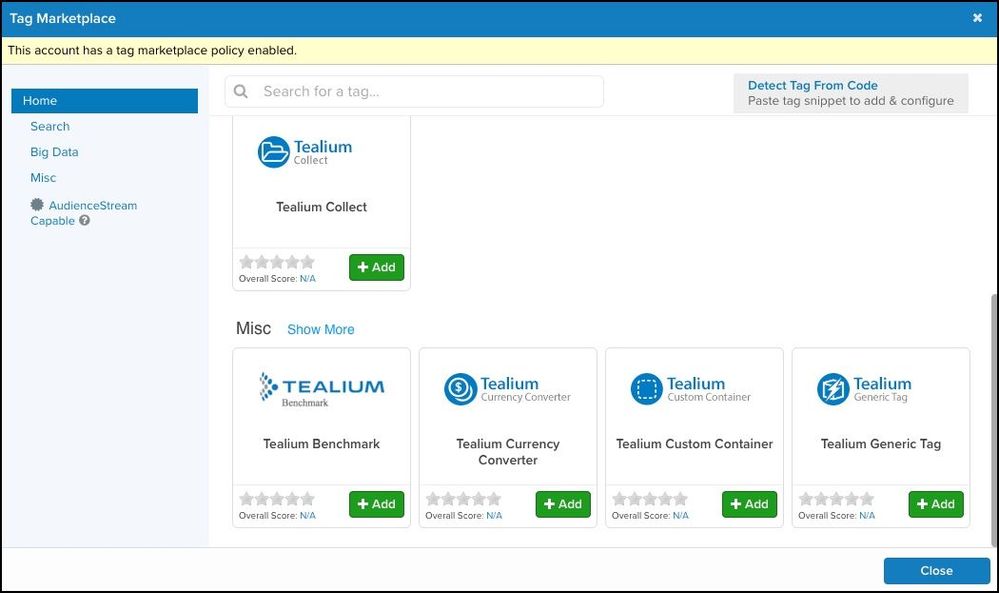 Tag Marketplace
This account has a tag marketplace policy enabled.
Home
Search
Big Data
Misc
AudienceStream
Capable
Search for a tag...
Detect Tag From Code
Paste tag snippet to add & configure
Tealium
Collect
Tealium Collect
Overall Score: N/A
+ Add
Misc Show More
TEALIUM
Benchmark
Tealium Benchmark
Overall Score: N/A
+ Add
Tealium
Currency Converter
Tealium Currency
Converter
Overall Score: N/A
+ Add
Tealium
Custom Container
Tealium Custom Container
Overall Score: N/A
+ Add
Tealium
Generic Tag
Tealium Generic Tag
Overall Score: N/A
+ Add
Close